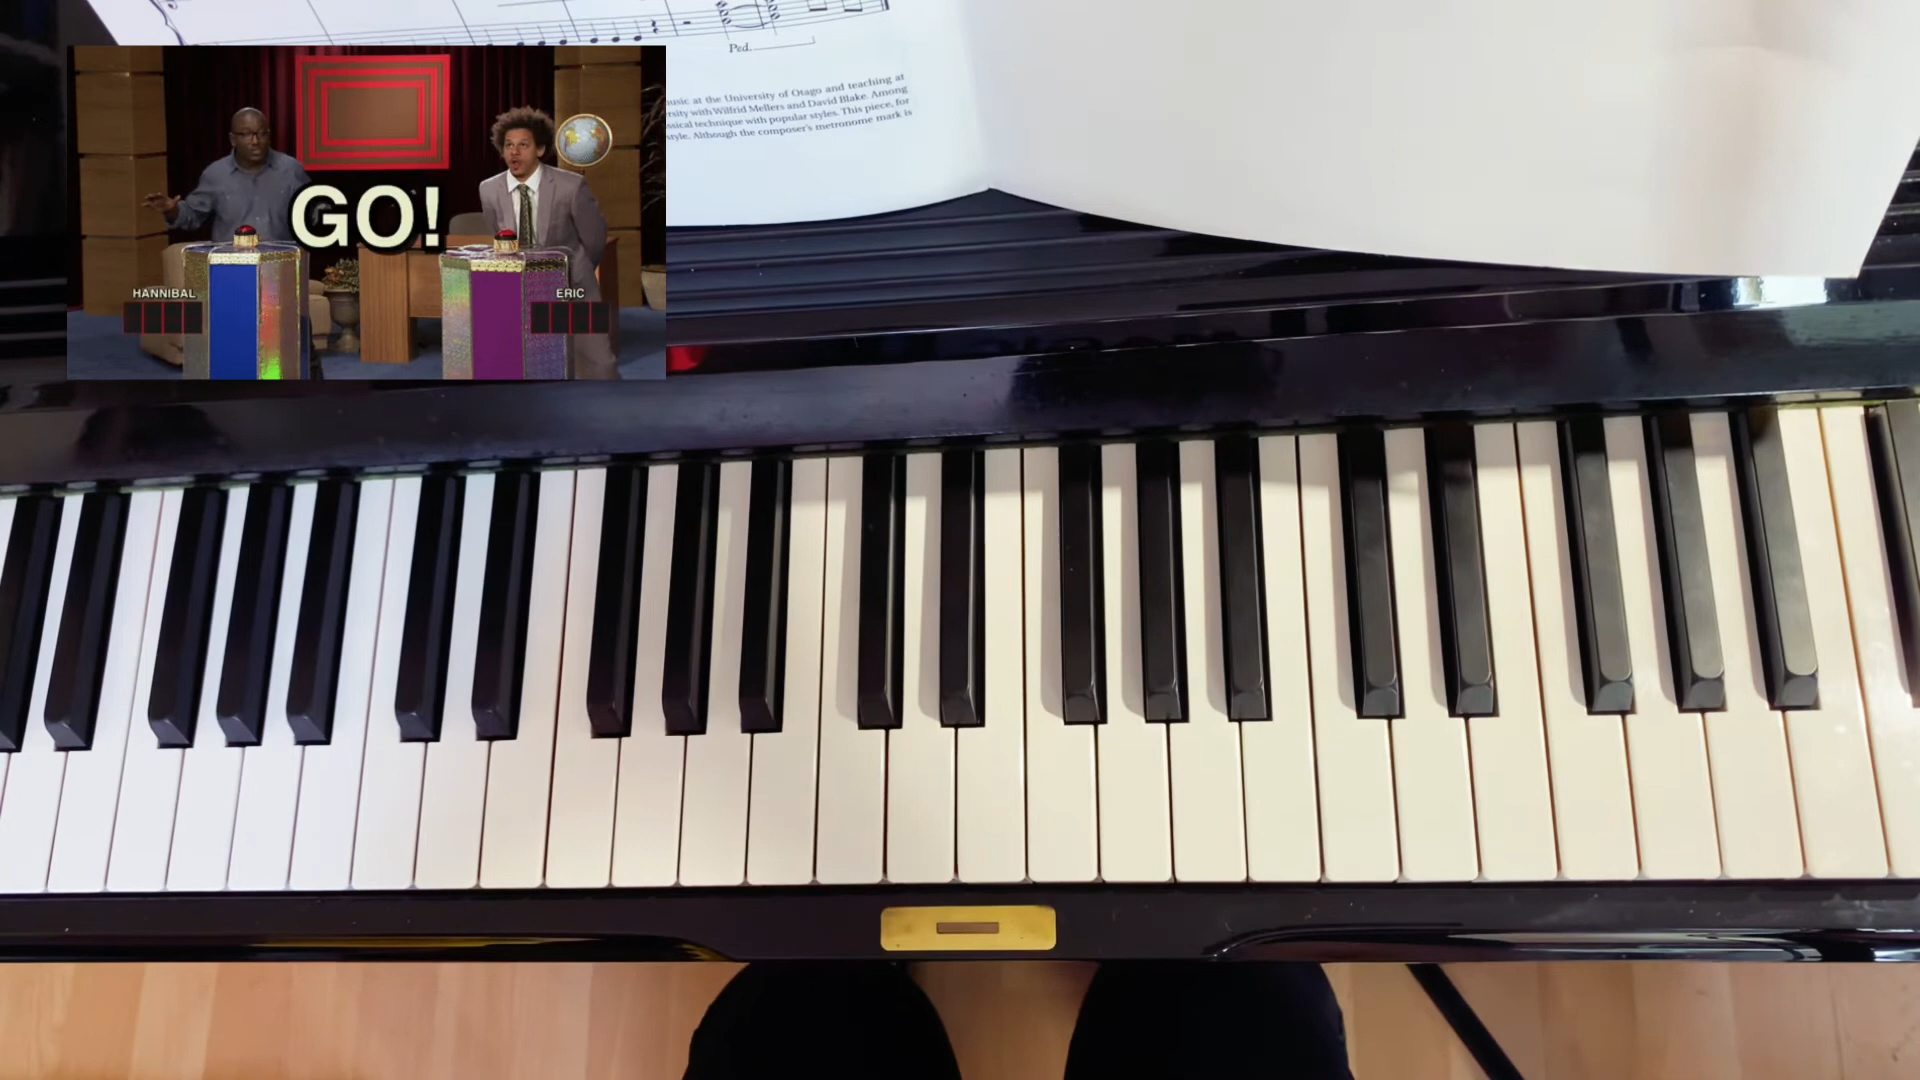 Ped.
music at the University of Otago and teaching at
rsity with Wilfrid Mellers and David Blake. Among
ssical technique with popular styles. This piece, for
style. Although the composer's metronome mark is
GO!
HANNIBAL
ERIC